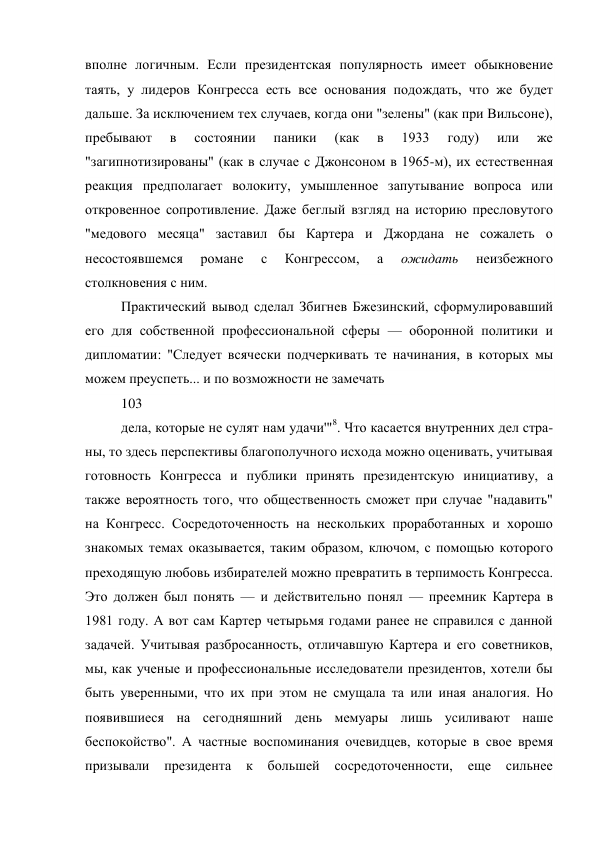 вполне логичным. Если президентская популярность имеет обыкновение
таять, у лидеров Конгресса есть все основания подождать, что же будет
дальше. За исключением тех случаев, когда они "зелены" (как при Вильсоне),
пребывают в состоянии паники (как в 1933 году) или же
"загипнотизированы" (как в случае с Джонсоном в 1965-м), их естественная
реакция предполагает волокиту, умышленное запутывание вопроса или
откровенное сопротивление. Даже беглый взгляд на историю пресловутого
"медового месяца" заставил бы Картера и Джордана не сожалеть о
несостоявшемся романе с Конгрессом, а ожидать неизбежного
столкновения с ним.
Практический вывод сделал Збигнев Бжезинский, сформулировавший
его для собственной профессиональной сферы — оборонной политики и
дипломатии: "Следует всячески подчеркивать те начинания, в которых мы
можем преуспеть... и по возможности не замечать
103
дела, которые не сулят нам удачи'"8. Что касается внутренних дел стра-
ны, то здесь перспективы благополучного исхода можно оценивать, учитывая
готовность Конгресса и публики принять президентскую инициативу, а
также вероятность того, что общественность сможет при случае "надавить"
на Конгресс. Сосредоточенность на нескольких проработанных и хорошо
знакомых темах оказывается, таким образом, ключом, с помощью которого
преходящую любовь избирателей можно превратить в терпимость Конгресса.
Это должен был понять — и действительно понял — преемник Картера в
1981 году. А вот сам Картер четырьмя годами ранее не справился с данной
задачей. Учитывая разбросанность, отличавшую Картера и его советников,
мы, как ученые и профессиональные исследователи президентов, хотели бы
быть уверенными, что их при этом не смущала та или иная аналогия. Но
появившиеся на сегодняшний день мемуары лишь усиливают наше
беспокойство". А частные воспоминания очевидцев, которые в свое время
призывали президента к большей сосредоточенности, еще сильнее